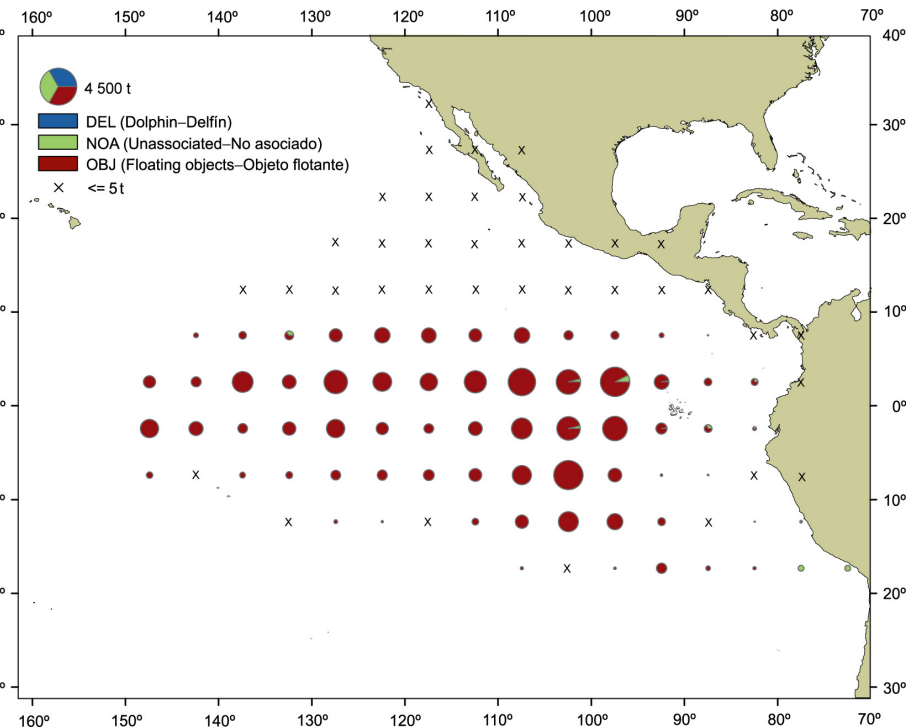 160º 150º 140º 130º 120º 110º 100º 90º 80º 70º
º 40º
4 500 t
DEL (Dolphin–Delfín)
º 30º
NOA (Unassociated–No asociado)
OBJ (Floating objects–Objeto flotante)
x <= 5 t
º 20º
º 10º
º 0º
º 10º
º 20º
º 30º
160º 150º 140º 130º 120º 110º 100º 90º 80º 70º